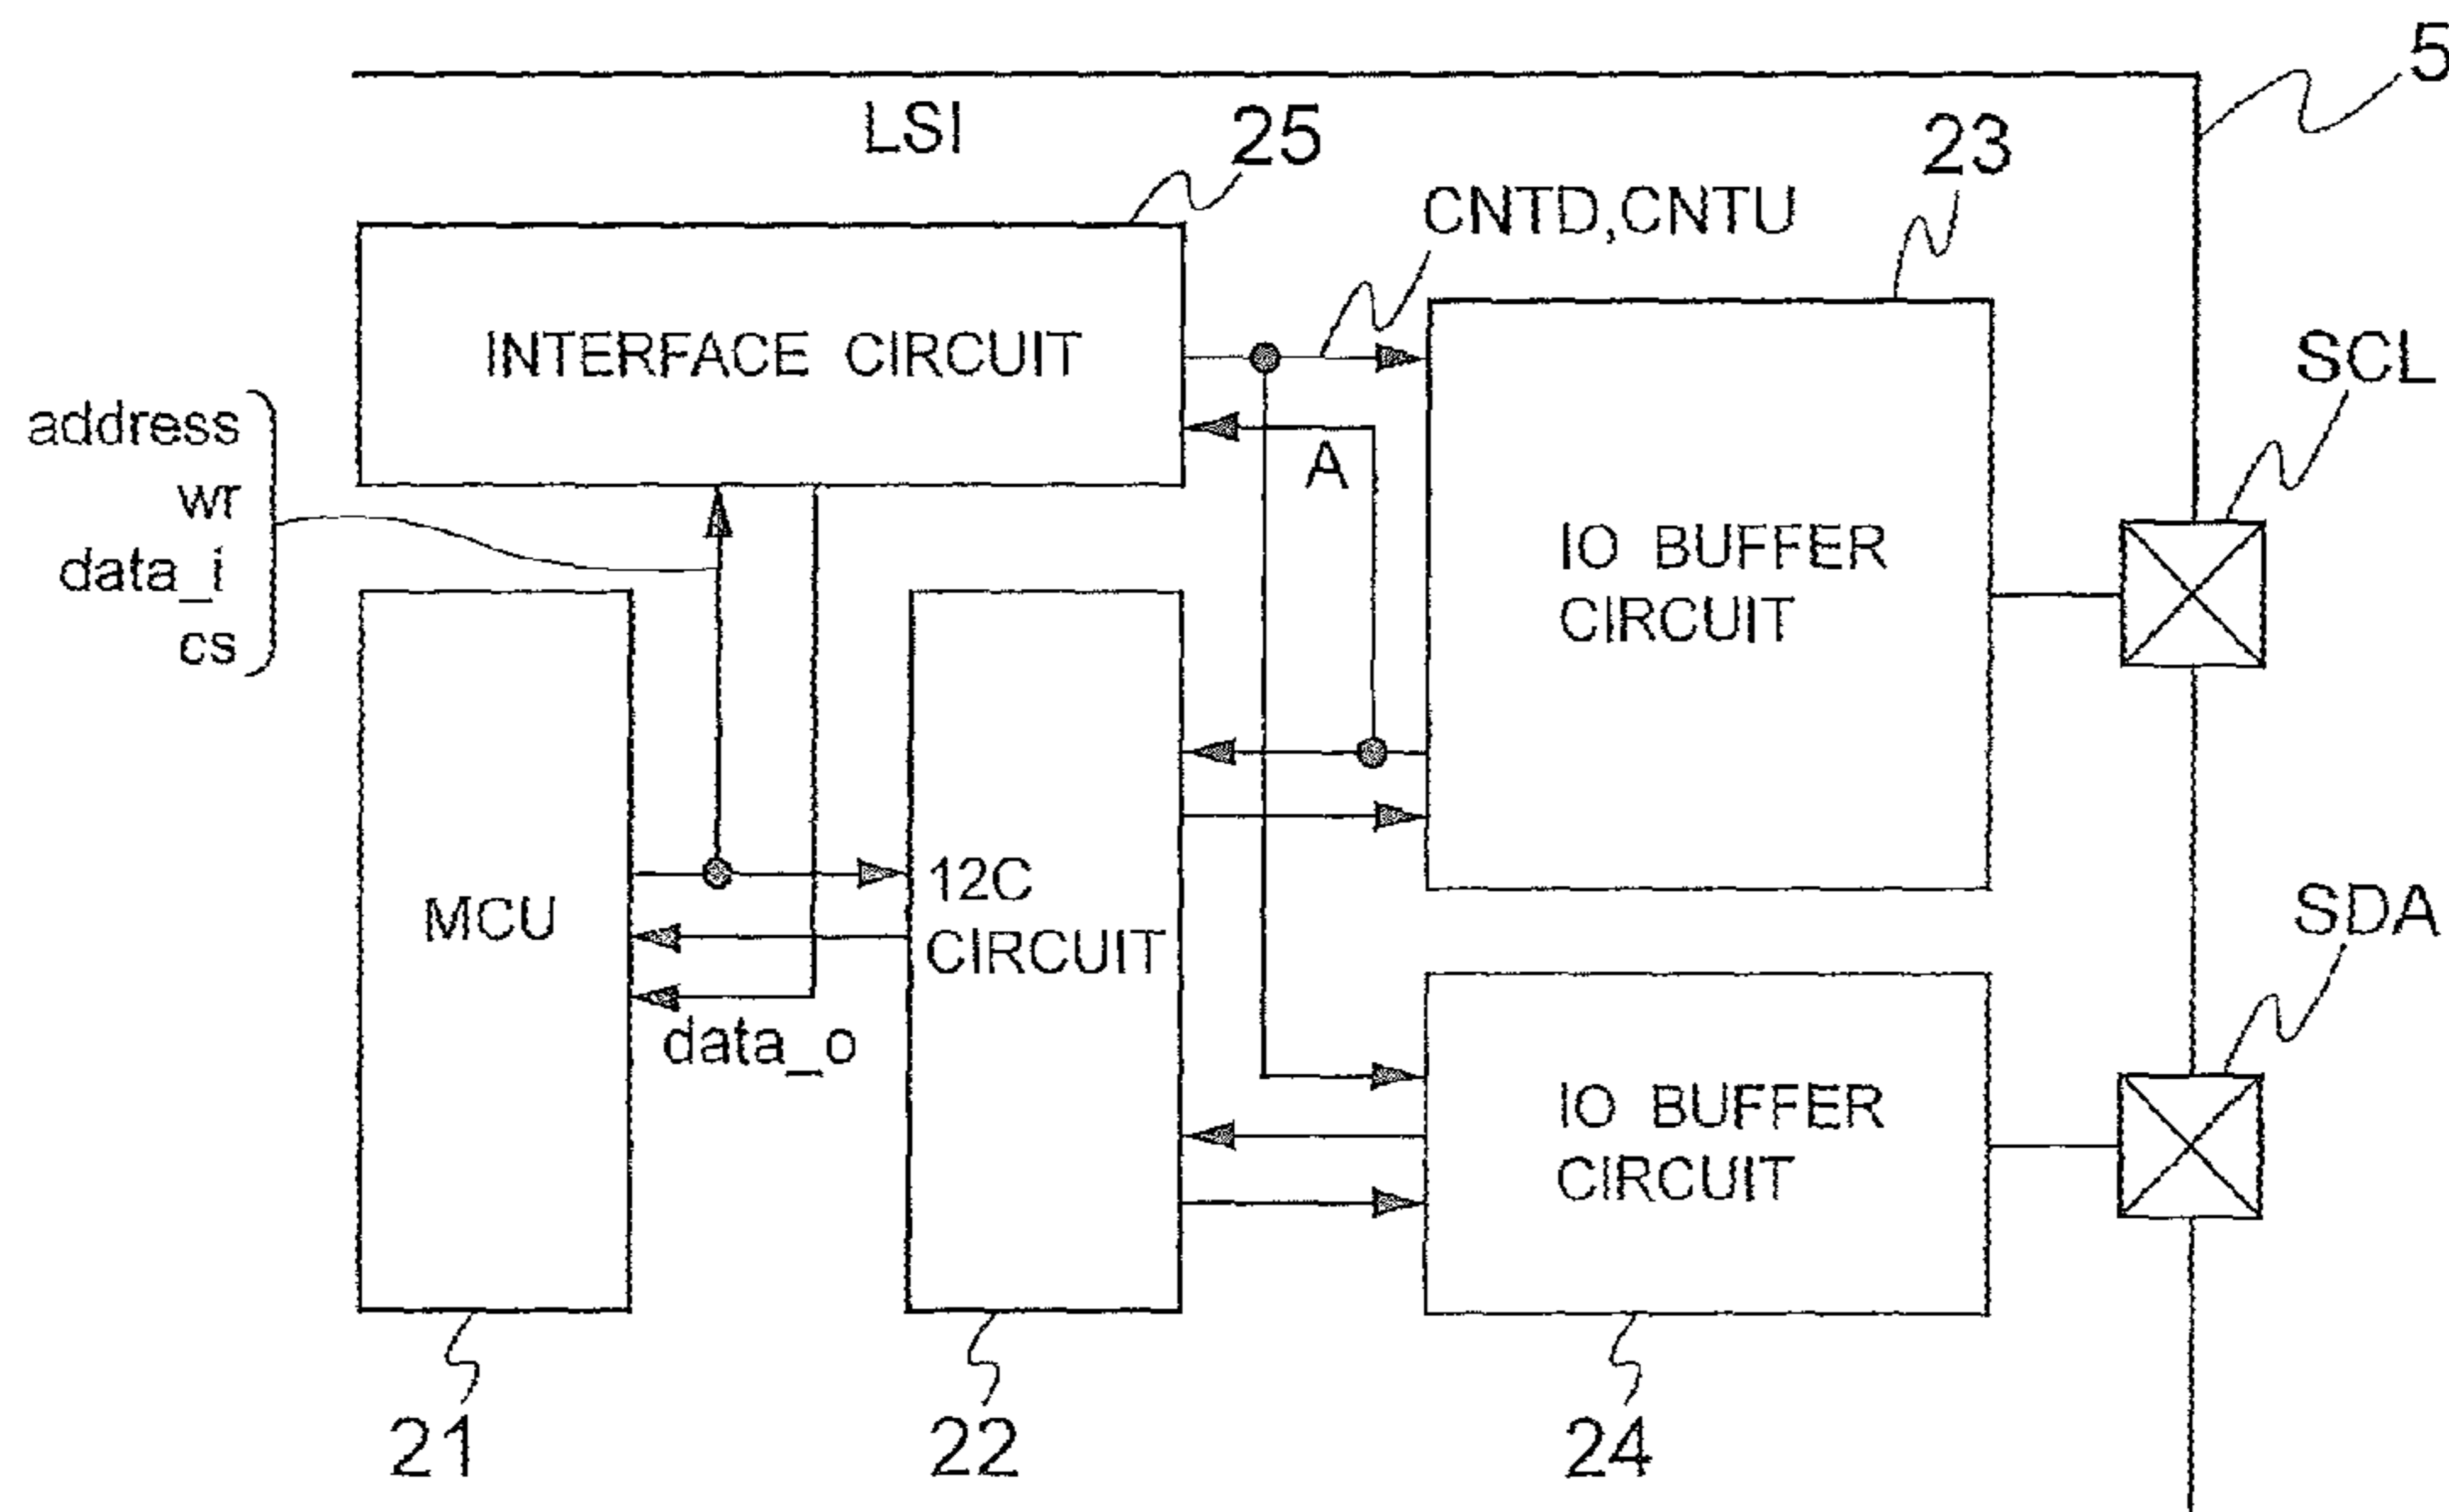 5
LSI
25
23
CNTD,CNTU
INTERFACE CIRCUIT
SCL
address
wr
data_i
cs
A
IO BUFFER
CIRCUIT
MCU
12C
CIRCUIT
SDA
data_o
IO BUFFER
CIRCUIT
21
22
24